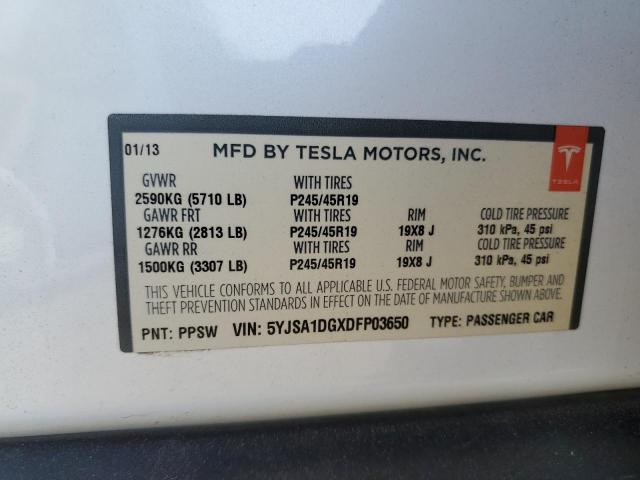 01/13 MFD BY TESLA MOTORS, INC.
TESLA
GVWR WITH TIRES
2590KG (5710 LB) P245/45R19
GAWR FRT WITH TIRES RIM COLD TIRE PRESSURE
1276KG (2813 LB) P245/45R19 19X8 J 310 kPa, 45 psi
GAWR RR WITH TIRES RIM COLD TIRE PRESSURE
1500KG (3307 LB) P245/45R19 19X8 J 310 kPa, 45 psi
THIS VEHICLE CONFORMS TO ALL APPLICABLE U.S. FEDERAL MOTOR SAFETY, BUMPER AND
THEFT PREVENTION STANDARDS IN EFFECT ON THE DATE OF MANUFACTURE SHOWN ABOVE.
PNT: PPSW VIN: 5YJSA1DGXDFP03650 TYPE: PASSENGER CAR